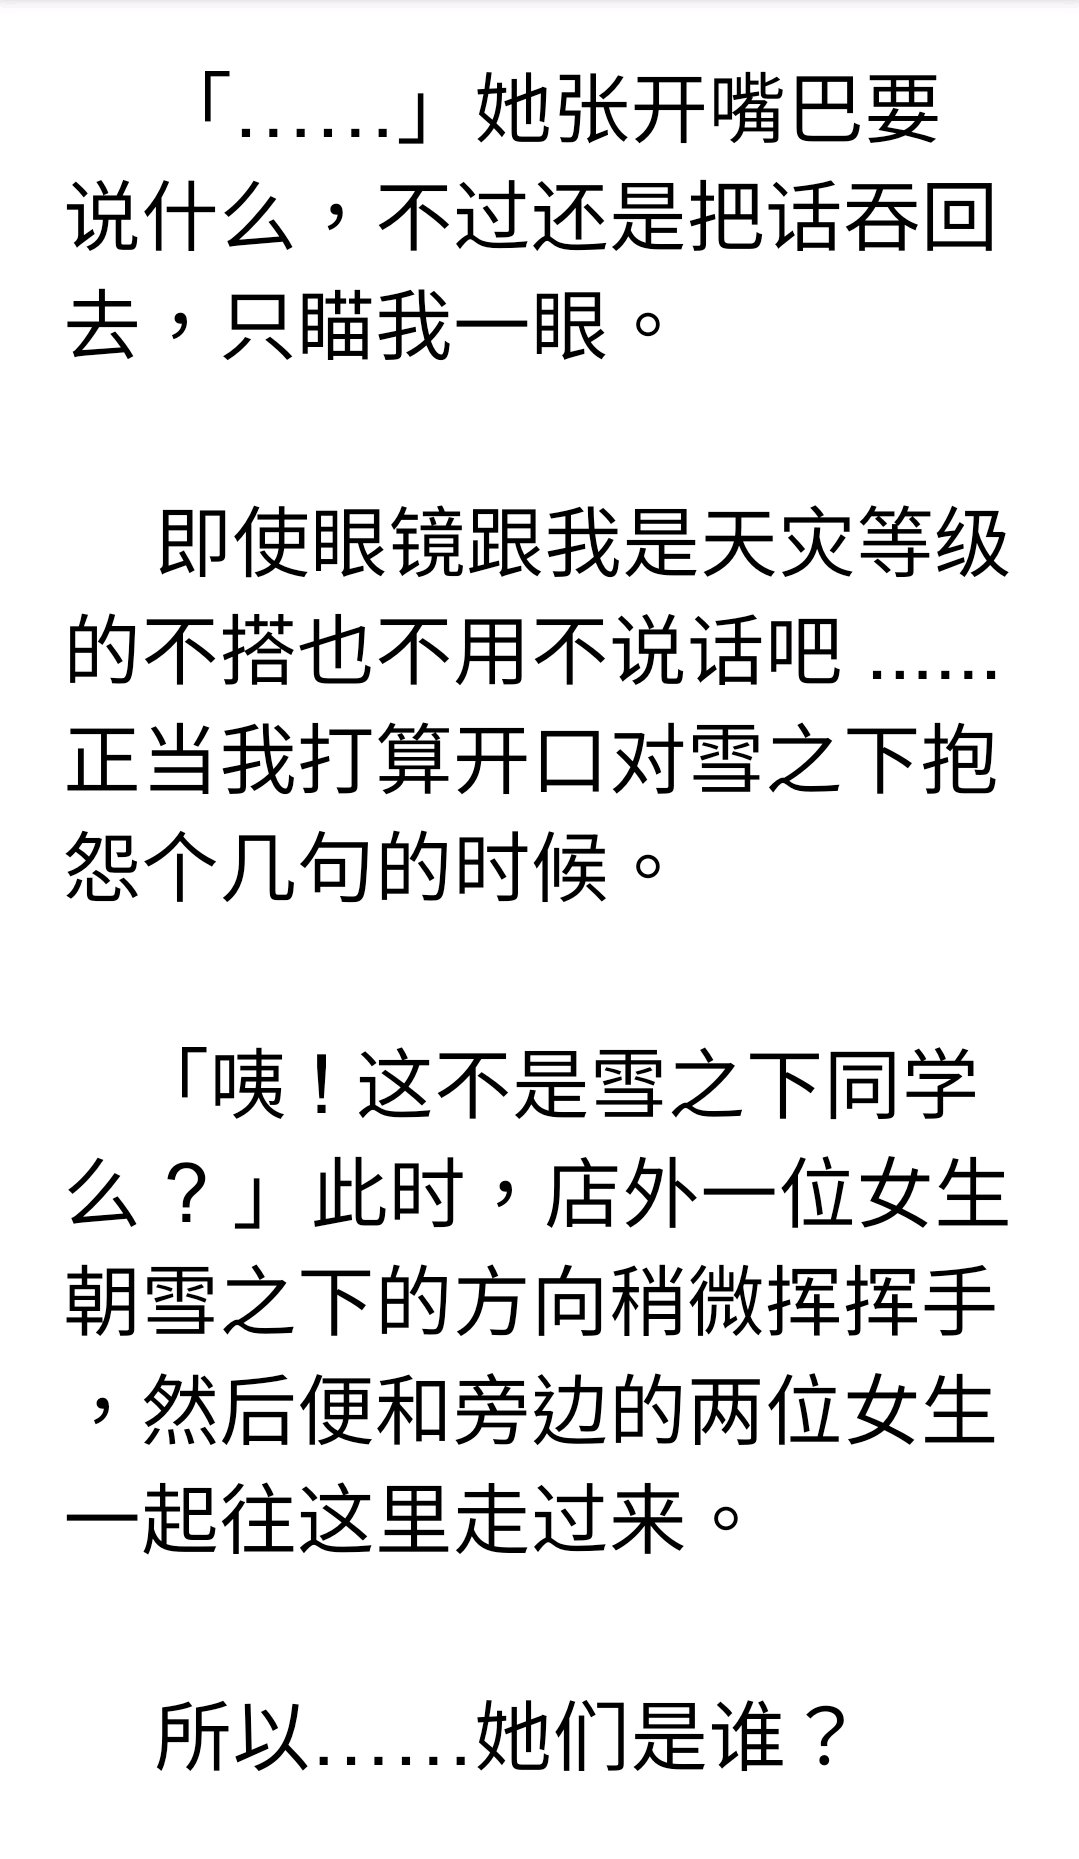 「……」她张开嘴巴要
说什么，不过还是把话吞回
去，只瞄我一眼。
即使眼镜跟我是天灾等级
的不搭也不用不说话吧 ......
正当我打算开口对雪之下抱
怨个几句的时候。
「咦！这不是雪之下同学
么？」此时，店外一位女生
朝雪之下的方向稍微挥挥手
，然后便和旁边的两位女生
一起往这里走过来。
所以……她们是谁？